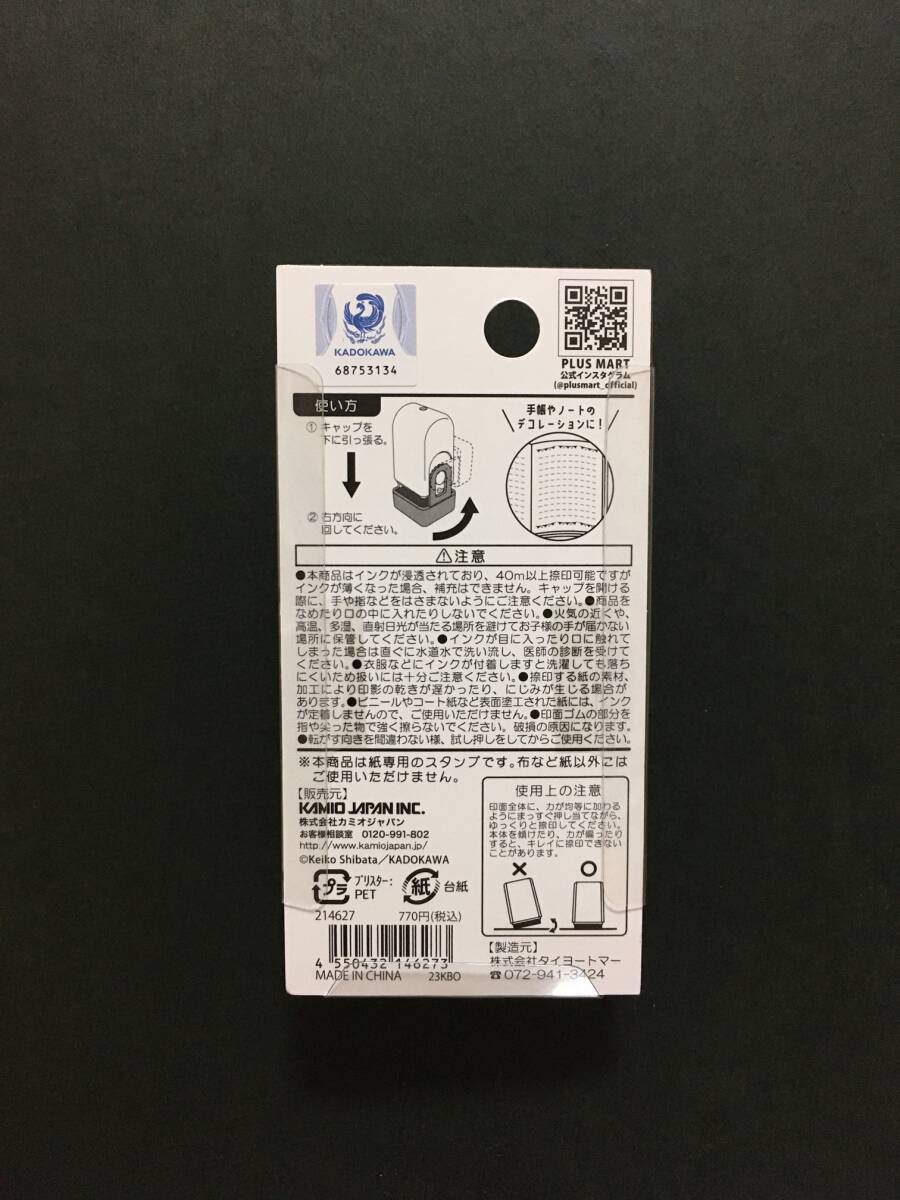 KADOKAWA
68753134
PLUS MART
公式インスタグラム
(@plusmart_official)
使い方
① キャップを
下に引っ張る。
② 右方向に
回してください。
手帳やノートの
デコレーションに!
⚠注意
●本商品はインクが浸透されており、40m以上捺印可能ですが
インクが薄くなった場合、補充はできません。キャップを開ける
際に、手や指などをはさまないようにご注意ください。●商品を
なめたり口の中に入れたりしないでください。●火気の近くや、
高温、多湿、直射日光が当たる場所を避けてお子様の手が届かない
場所に保管してください。●インクが目に入ったり口に触れて
しまった場合は直ぐに水道水で洗い流し、医師の診断を受けて
ください。●衣服などにインクが付着しますと洗濯しても落ち
にくいため扱いには十分ご注意ください。●捺印する紙の素材、
加工により印影の乾きが遅かったり、にじみが生じる場合が
あります。●ビニールやコート紙など表面塗工された紙には、インク
が定着しませんので、ご使用いただけません。●印面ゴムの部分を
指や尖った物で強く擦らないでください。破損の原因になります。
●転がす向きを間違わない様、試し押しをしてからご使用ください。
※本商品は紙専用のスタンプです。布など紙以外には
ご使用いただけません。
【販売元】
KAMIO JAPAN INC.
株式会社カミオジャパン
お客様相談室 0120-991-802
http://www.kamiojapan.jp/
©Keiko Shibata/KADOKAWA
プラ
ブリスター:
PET
紙
台紙
214627 770円(税込)
4 550432 146273
MADE IN CHINA 23KBO
使用上の注意
印面全体に、力が均等に加わる
ようにまっすぐ押し当てながら、
ゆっくりと捺印してください。
本体を傾けたり、力が偏ったり
すると、キレイに捺印できない
ことがあります。
【製造元】
株式会社タイヨートマー
☎072-941-3424